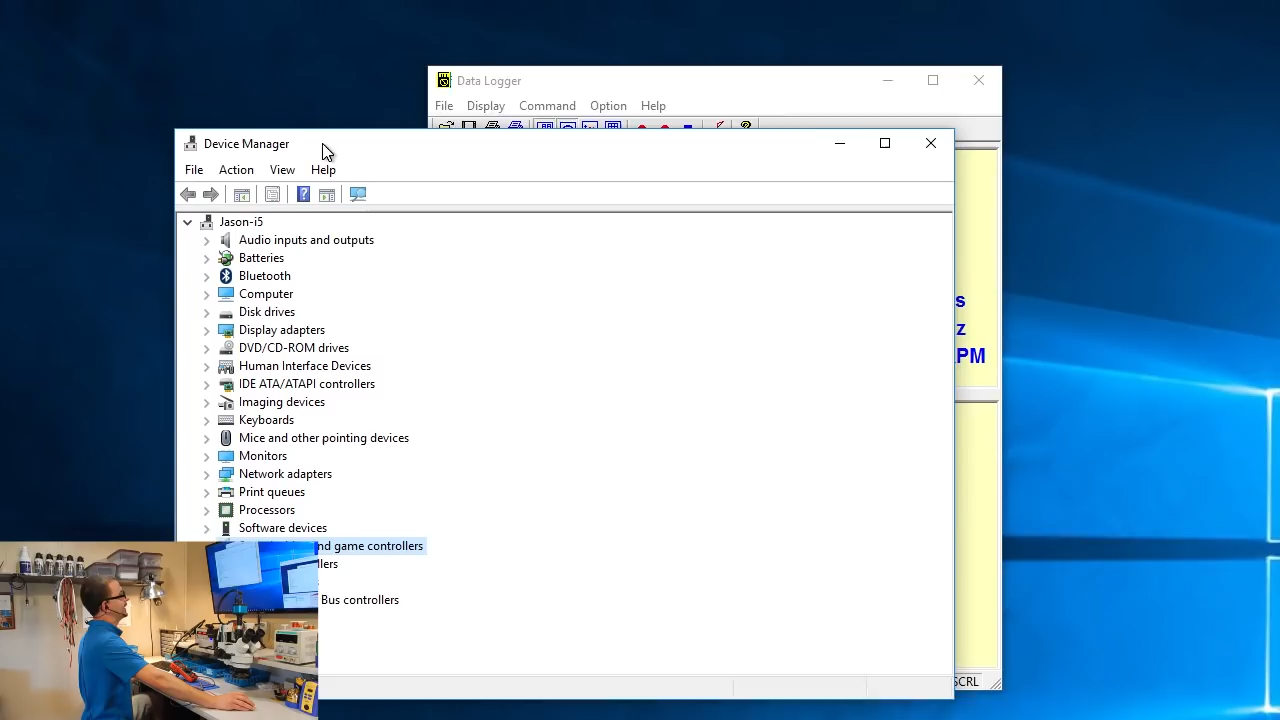 Data Logger
File Display Command Option Help
Device Manager
File Action View Help
Jason-i5
Audio inputs and outputs
Batteries
Bluetooth
Computer
Disk drives
Display adapters
DVD/CD-ROM drives
Human Interface Devices
IDE ATA/ATAPI controllers
Imaging devices
Keyboards
Mice and other pointing devices
Monitors
Network adapters
Print queues
Processors
Software devices
nd game controllers
llers
Bus controllers
s
z
PM
SCRL